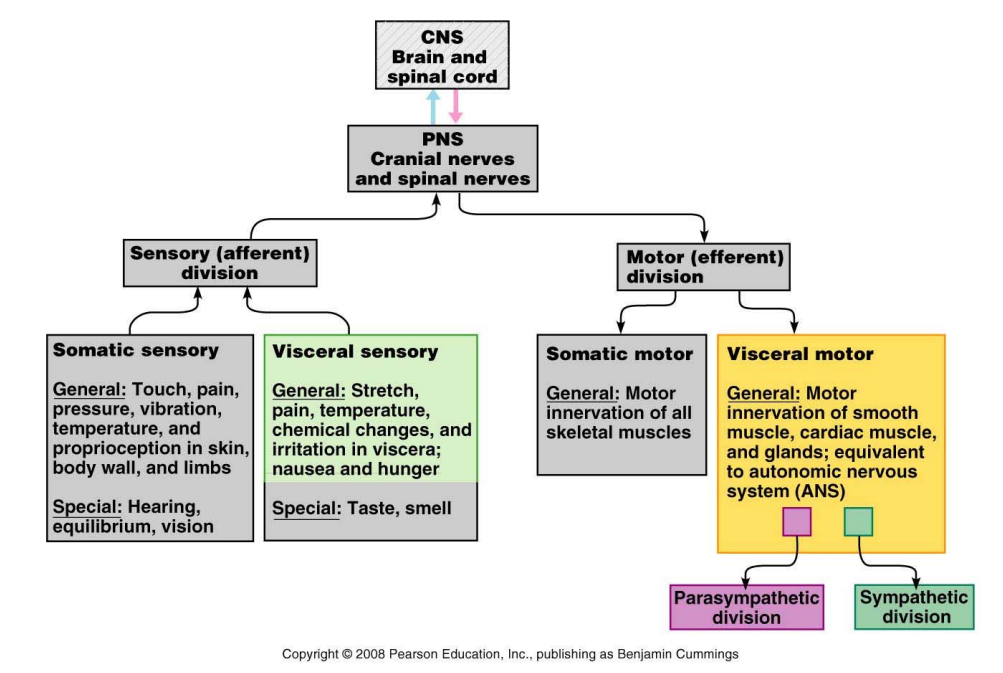 CNS
Brain and
spinal cord
PNS
Cranial nerves
and spinal nerves
Sensory (afferent)
division
Motor (efferent)
division
Somatic sensory
General: Touch, pain,
pressure, vibration,
temperature, and
proprioception in skin,
body wall, and limbs
Special: Hearing,
equilibrium, vision
Visceral sensory
General: Stretch,
pain, temperature,
chemical changes, and
irritation in viscera;
nausea and hunger
Special: Taste, smell
Somatic motor
General: Motor
innervation of all
skeletal muscles
Visceral motor
General: Motor
innervation of smooth
muscle, cardiac muscle,
and glands; equivalent
to autonomic nervous
system (ANS)
Parasympathetic
division
Sympathetic
division
Copyright © 2008 Pearson Education, Inc., publishing as Benjamin Cummings